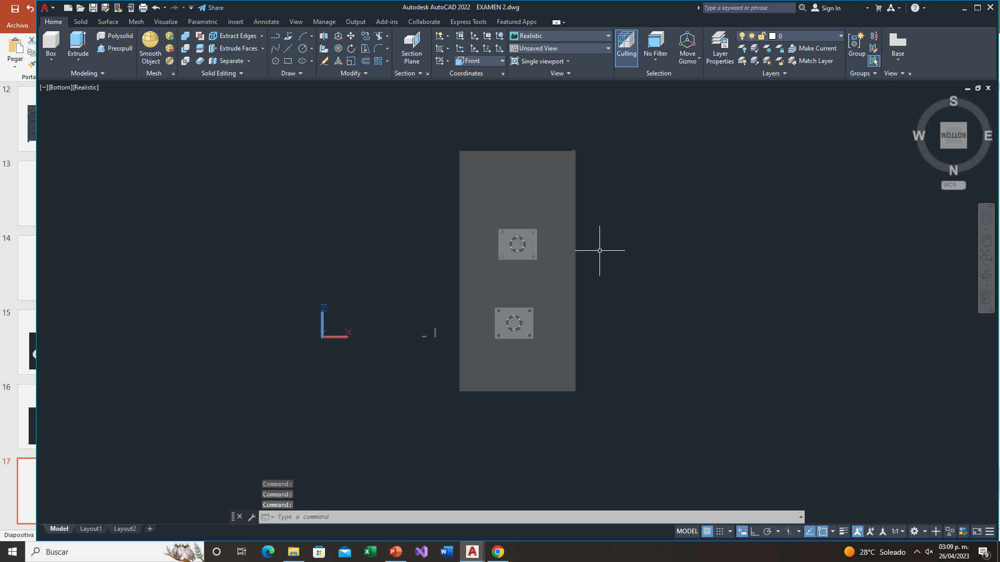 Autodesk AutoCAD 2022 EXAMEN 2.dwg
Share
Type a keyword or phrase
Sign In
Archivo
Home Solid Surface Mesh Visualize Parametric Insert Annotate View Manage Output Add-ins Collaborate Express Tools Featured Apps
Pegar
Porta
Box
Extrude
Polysolid
Presspull
Modeling
Smooth
Object
Mesh
Extract Edges
Extrude Faces
Separate
Solid Editing
Draw
Modify
Section
Plane
Section
Front
Coordinates
Realistic
Unsaved View
Single viewport
View
Culling
No Filter
Move
Gizmo
Selection
Layer
Properties
0
Make Current
Match Layer
Layers
Group
Groups
Base
View
[−][Bottom][Realistic]
12
13
14
15
16
17
S
W
BOTTOM
E
N
WCS
Z
X
Command:
Command:
Command:
Type a command
Model Layout1 Layout2 +
Diapositiva
MODEL
1:1
Buscar
28°C Soleado
03:09 p. m.
26/04/2023
9